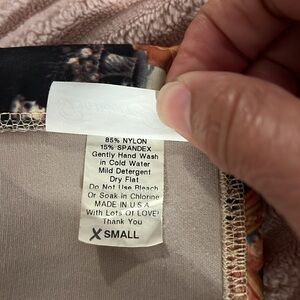 85% NYLON
15% SPANDEX
Gently Hand Wash
in Cold Water
Mild Detergent
Dry Flat
Do Not Use Bleach
Or Soak in Chlorine
MADE IN U.S.A.
With Lots Of LOVE!
Thank You
X SMALL